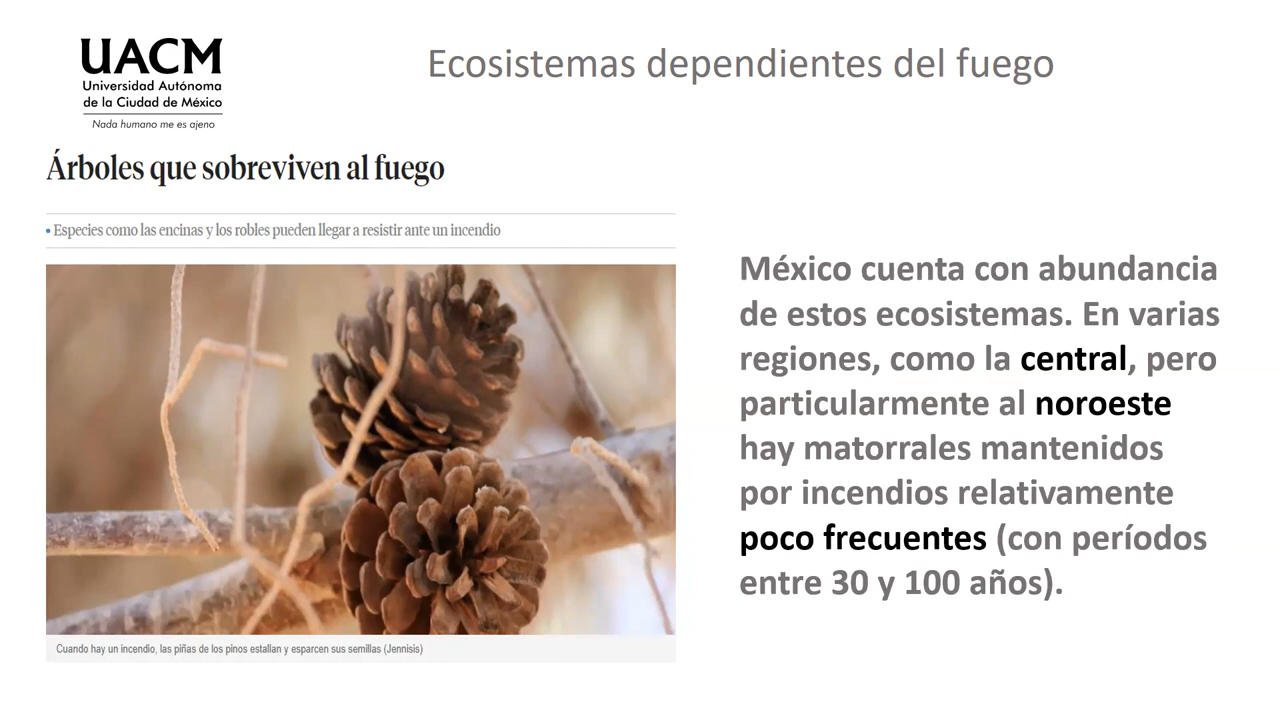 UACM
Universidad Autónoma
de la Ciudad de México
Nada humano me es ajeno
Ecosistemas dependientes del fuego
Árboles que sobreviven al fuego
• Especies como las encinas y los robles pueden llegar a resistir ante un incendio
Cuando hay un incendio, las piñas de los pinos estallan y esparcen sus semillas (Jennisis)
México cuenta con abundancia
de estos ecosistemas. En varias
regiones, como la central, pero
particularmente al noroeste
hay matorrales mantenidos
por incendios relativamente
poco frecuentes (con períodos
entre 30 y 100 años).